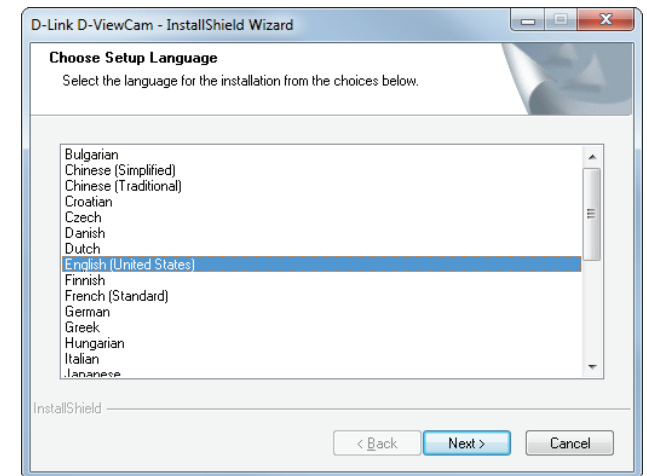 D-Link D-ViewCam - InstallShield Wizard
Choose Setup Language
Select the language for the installation from the choices below.
Bulgarian
Chinese (Simplified)
Chinese (Traditional)
Croatian
Czech
Danish
Dutch
English (United States)
Finnish
French (Standard)
German
Greek
Hungarian
Italian
Japanese
InstallShield
< Back Next > Cancel